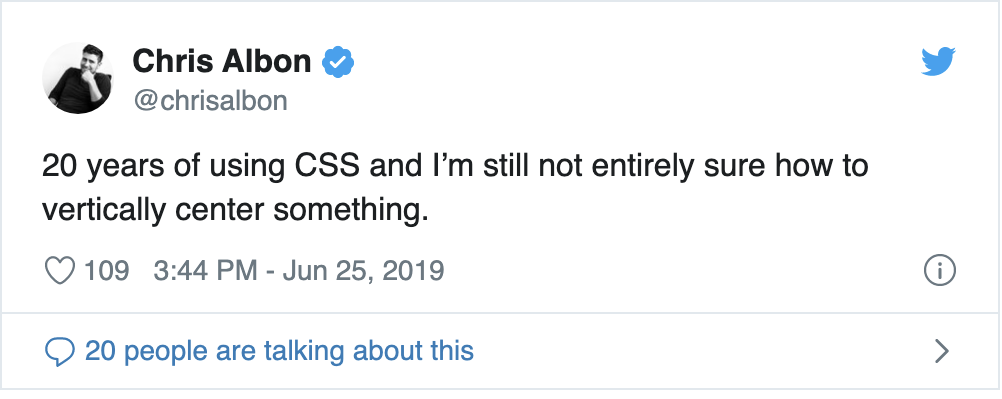 Chris Albon
@chrisalbon
20 years of using CSS and I’m still not entirely sure how to
vertically center something.
109 3:44 PM - Jun 25, 2019
20 people are talking about this